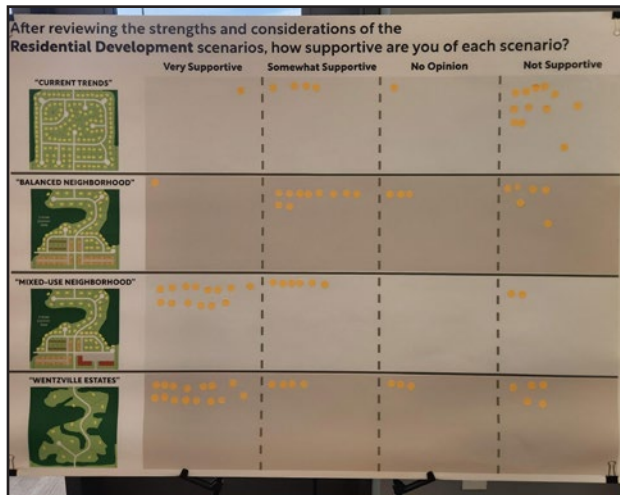 After reviewing the strengths and considerations of the
Residential Development scenarios, how supportive are you of each scenario?
Very Supportive Somewhat Supportive No Opinion Not Supportive
"CURRENT TRENDS"
"BALANCED NEIGHBORHOOD"
"MIXED-USE NEIGHBORHOOD"
"WENTZVILLE ESTATES"